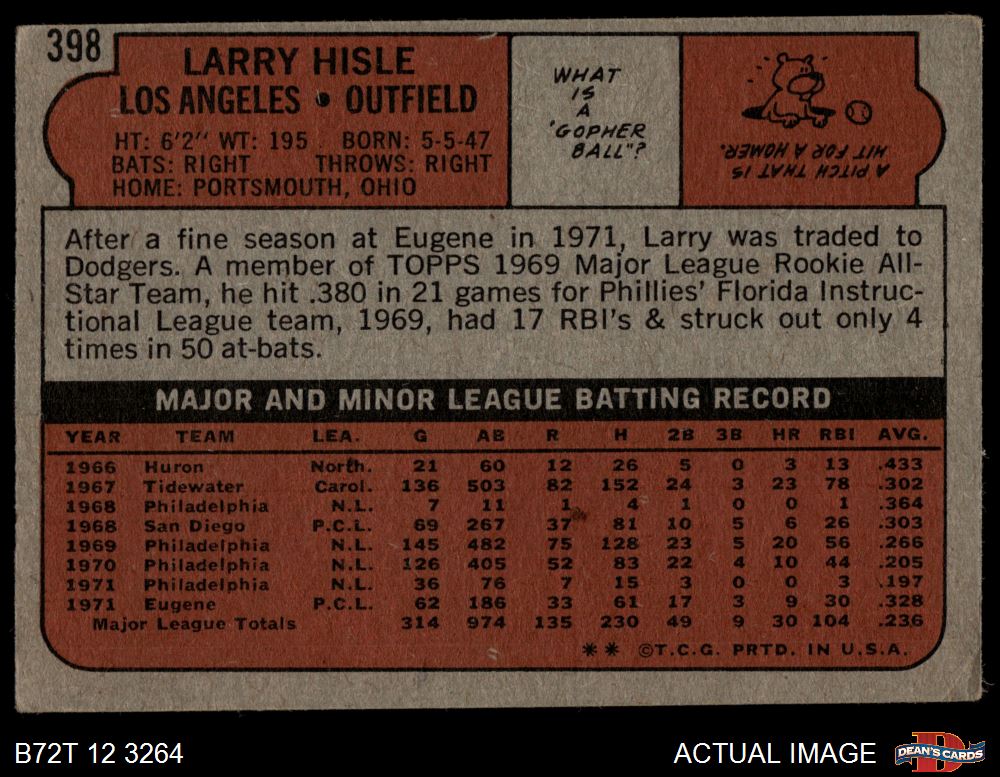 398
LARRY HISLE
LOS ANGELES • OUTFIELD
HT: 6'2" WT: 195 BORN: 5-5-47
BATS: RIGHT THROWS: RIGHT
HOME: PORTSMOUTH, OHIO
WHAT
IS
A
"GOPHER
BALL"?
A PITCH THAT IS
HIT FOR A HOMER.
After a fine season at Eugene in 1971, Larry was traded to
Dodgers. A member of TOPPS 1969 Major League Rookie All-
Star Team, he hit .380 in 21 games for Phillies' Florida Instruc-
tional League team, 1969, had 17 RBI's & struck out only 4
times in 50 at-bats.
MAJOR AND MINOR LEAGUE BATTING RECORD
YEAR TEAM LEA. G AB R H 2B 3B HR RBI AVG.
1966 Huron North. 21 60 12 26 5 0 3 13 .433
1967 Tidewater Carol. 136 503 82 152 24 3 23 78 .302
1968 Philadelphia N.L. 7 11 1 4 1 0 0 1 .364
1968 San Diego P.C.L. 69 267 37 81 10 5 6 26 .303
1969 Philadelphia N.L. 145 482 75 128 23 5 20 56 .266
1970 Philadelphia N.L. 126 405 52 83 22 4 10 44 .205
1971 Philadelphia N.L. 36 76 7 15 3 0 0 3 .197
1971 Eugene P.C.L. 62 186 33 61 17 3 9 30 .328
Major League Totals 314 974 135 230 49 9 30 104 .236
** ©T.C.G. PRTD. IN U.S.A.
B72T 12 3264
ACTUAL IMAGE
DEAN'S CARDS